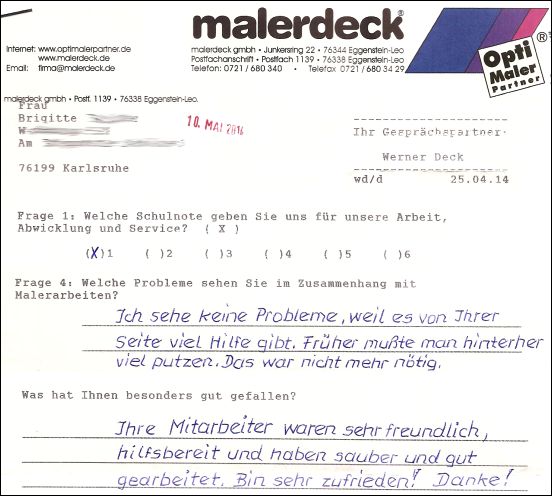 malerdeck®
Internet: www.optimalerpartner.de
www.malerdeck.de
Email: firma@malerdeck.de
malerdeck gmbh • Junkersring 22 • 76344 Eggenstein-Leo
Postfachanschrift • Postfach 1139 • 76338 Eggenstein-Leo
Telefon: 0721 / 680 340 • Telefax 0721 / 680 34 29
Opti
Maler
Partner
®
malerdeck gmbh • Postf. 1139 • 76338 Eggenstein-Leo.
Frau
Brigitte
W
Am
76199 Karlsruhe
10. MAI 2014
Ihr Gesprächspartner
Werner Deck
wd/d 25.04.14
Frage 1: Welche Schulnote geben Sie uns für unsere Arbeit,
Abwicklung und Service? ( X )
(X)1 ( )2 ( )3 ( )4 ( )5 ( )6
Frage 4: Welche Probleme sehen Sie im Zusammenhang mit
Malerarbeiten?
Ich sehe keine Probleme, weil es von Ihrer
Seite viel Hilfe gibt. Früher mußte man hinterher
viel putzen. Das war nicht mehr nötig.
Was hat Ihnen besonders gut gefallen?
Ihre Mitarbeiter waren sehr freundlich,
hilfsbereit und haben sauber und gut
gearbeitet. Bin sehr zufrieden! Danke!